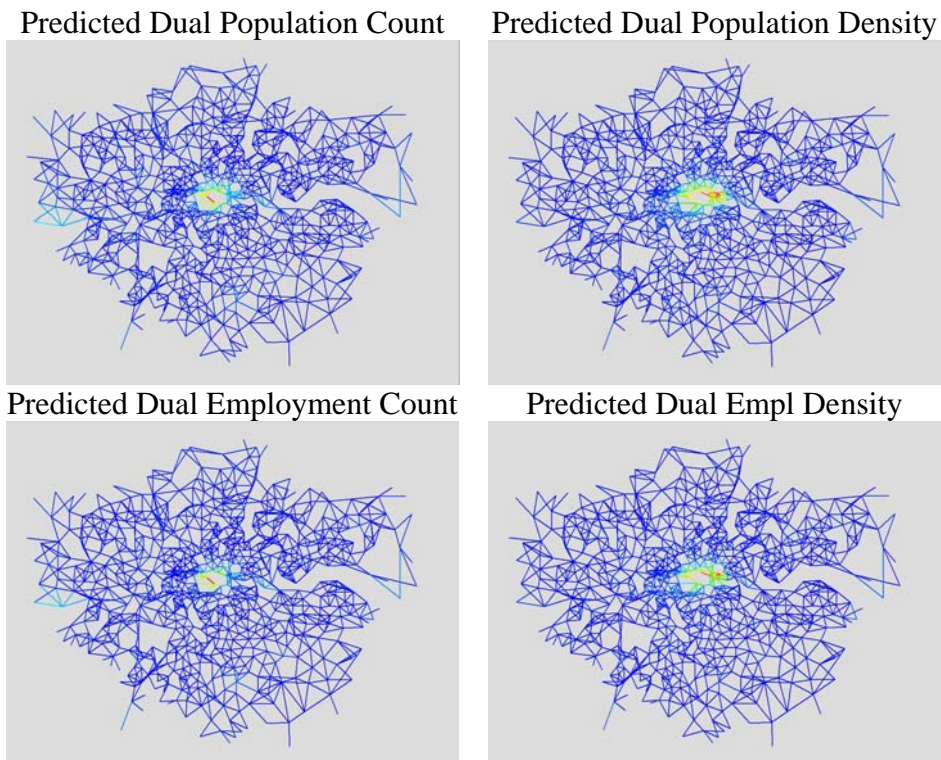 Predicted Dual Population Count
Predicted Dual Population Density
Predicted Dual Employment Count
Predicted Dual Empl Density